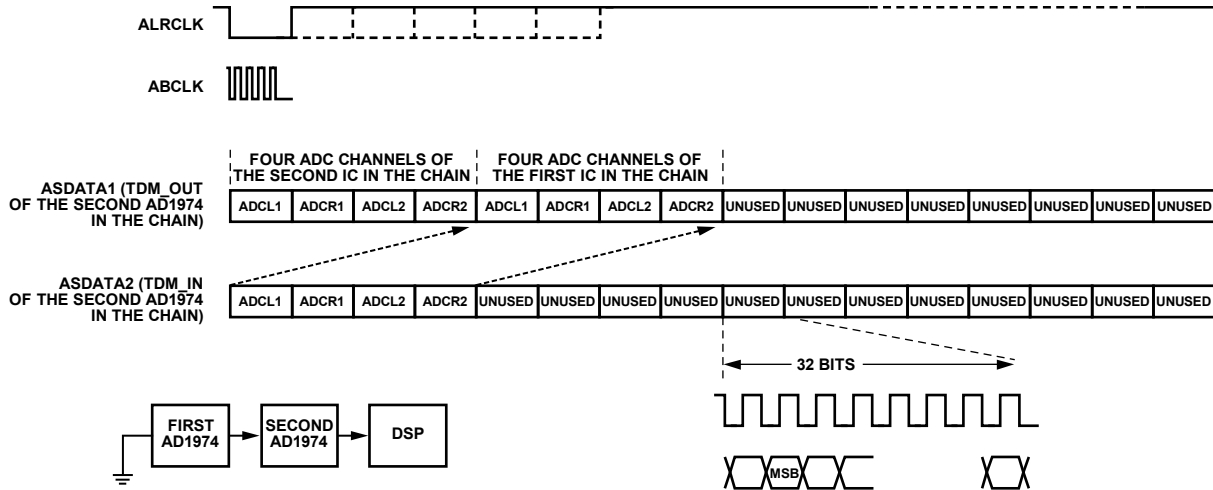 ALRCLK
ABCLK
FOUR ADC CHANNELS OF
THE SECOND IC IN THE CHAIN
FOUR ADC CHANNELS OF
THE FIRST IC IN THE CHAIN
ASDATA1 (TDM_OUT
OF THE SECOND AD1974
IN THE CHAIN)
ADCL1 ADCR1 ADCL2 ADCR2 ADCL1 ADCR1 ADCL2 ADCR2 UNUSED UNUSED UNUSED UNUSED UNUSED UNUSED UNUSED UNUSED
ASDATA2 (TDM_IN
OF THE SECOND AD1974
IN THE CHAIN)
ADCL1 ADCR1 ADCL2 ADCR2 UNUSED UNUSED UNUSED UNUSED UNUSED UNUSED UNUSED UNUSED UNUSED UNUSED UNUSED UNUSED
32 BITS
FIRST
AD1974
SECOND
AD1974
DSP
MSB